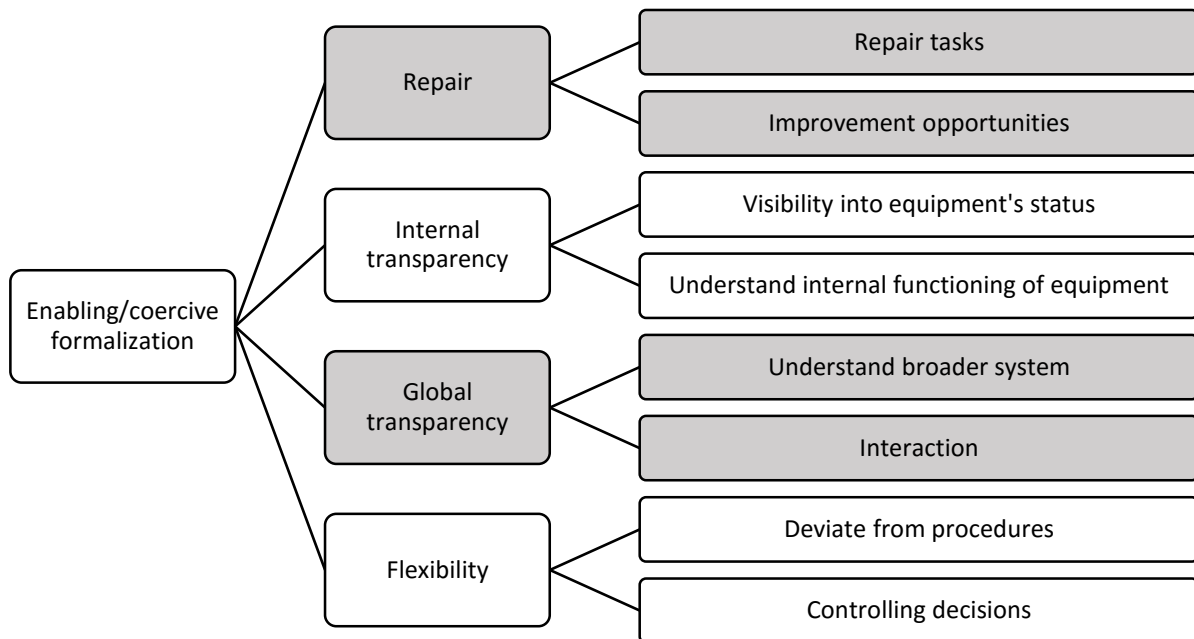 Enabling/coercive
formalization
Repair
Repair tasks
Improvement opportunities
Internal
transparency
Visibility into equipment's status
Understand internal functioning of equipment
Global
transparency
Understand broader system
Interaction
Flexibility
Deviate from procedures
Controlling decisions